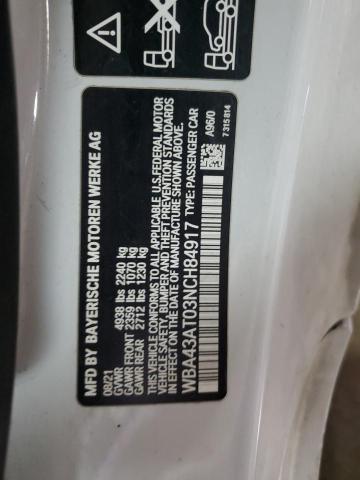 MFD BY BAYERISCHE MOTOREN WERKE AG
08/21
GVWR 4938 lbs 2240 kg
GAWR FRONT 2359 lbs 1070 kg
GAWR REAR 2712 lbs 1230 kg
THIS VEHICLE CONFORMS TO ALL APPLICABLE U.S.FEDERAL MOTOR
VEHICLE SAFETY, BUMPER AND THEFT PREVENTION STANDARDS
IN EFFECT ON THE DATE OF MANUFACTURE SHOWN ABOVE.
WBA43AT03NCH84917 TYPE: PASSENGER CAR
A96/0
7 315 814